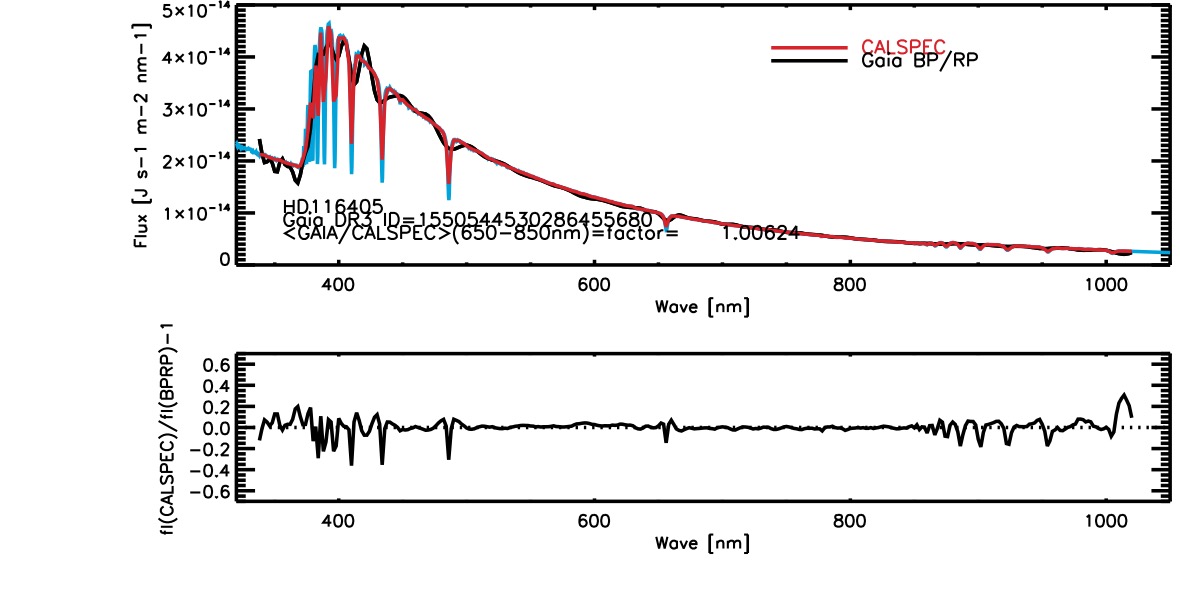 5×10-14
4×10-14
3×10-14
2×10-14
1×10-14
0
Flux [J s-1 m-2 nm-1]
CALSPEC
Gaia BP/RP
HD116405
Gaia DR3 ID=1550544530286455680
<GAIA/CALSPEC>(650-850nm)=factor= 1.00624
400 600 800 1000
Wave [nm]
fl(CALSPEC)/fl(BPRP)-1
0.6
0.4
0.2
0.0
-0.2
-0.4
-0.6
400 600 800 1000
Wave [nm]